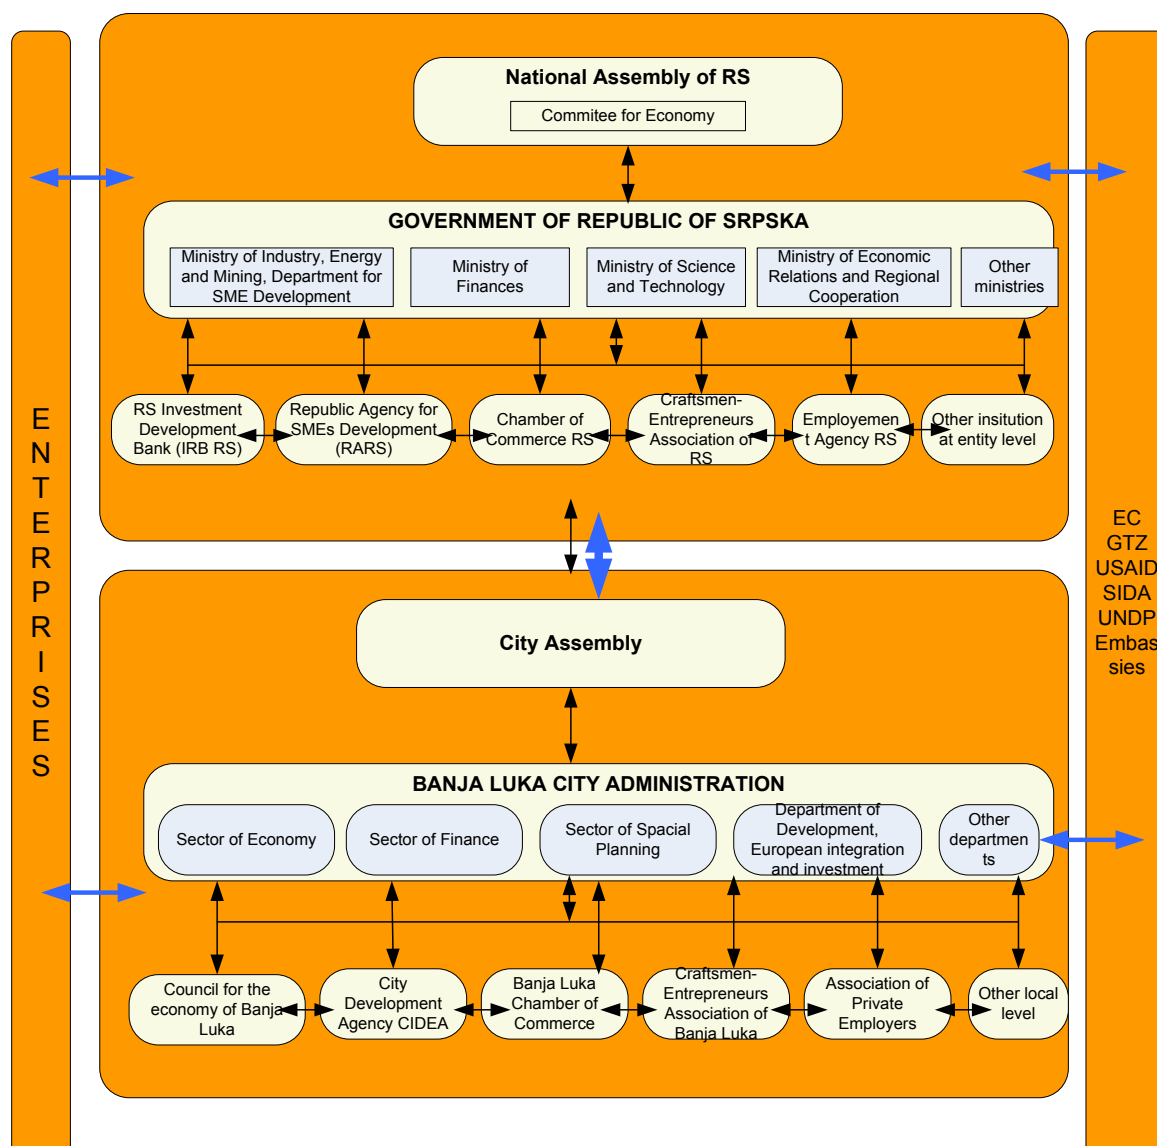 National Assembly of RS
Commitee for Economy
GOVERNMENT OF REPUBLIC OF SRPSKA
Ministry of Industry, Energy
and Mining, Department for
SME Development
Ministry of
Finances
Ministry of Science
and Technology
Ministry of Economic
Relations and Regional
Cooperation
Other
ministries
RS Investment
Development
Bank (IRB RS)
Republic Agency for
SMEs Development
(RARS)
Chamber of
Commerce RS
Craftsmen-
Entrepreneurs
Association of
RS
Employemen
t Agency RS
Other insitution
at entity level
E
N
T
E
R
P
R
I
S
E
S
EC
GTZ
USAID
SIDA
UNDP
Embas
sies
City Assembly
BANJA LUKA CITY ADMINISTRATION
Sector of Economy
Sector of Finance
Sector of Spacial
Planning
Department of
Development,
European integration
and investment
Other
departmen
ts
Council for the
economy of Banja
Luka
City
Development
Agency CIDEA
Banja Luka
Chamber of
Commerce
Craftsmen-
Entrepreneurs
Association of
Banja Luka
Association of
Private
Employers
Other local
level